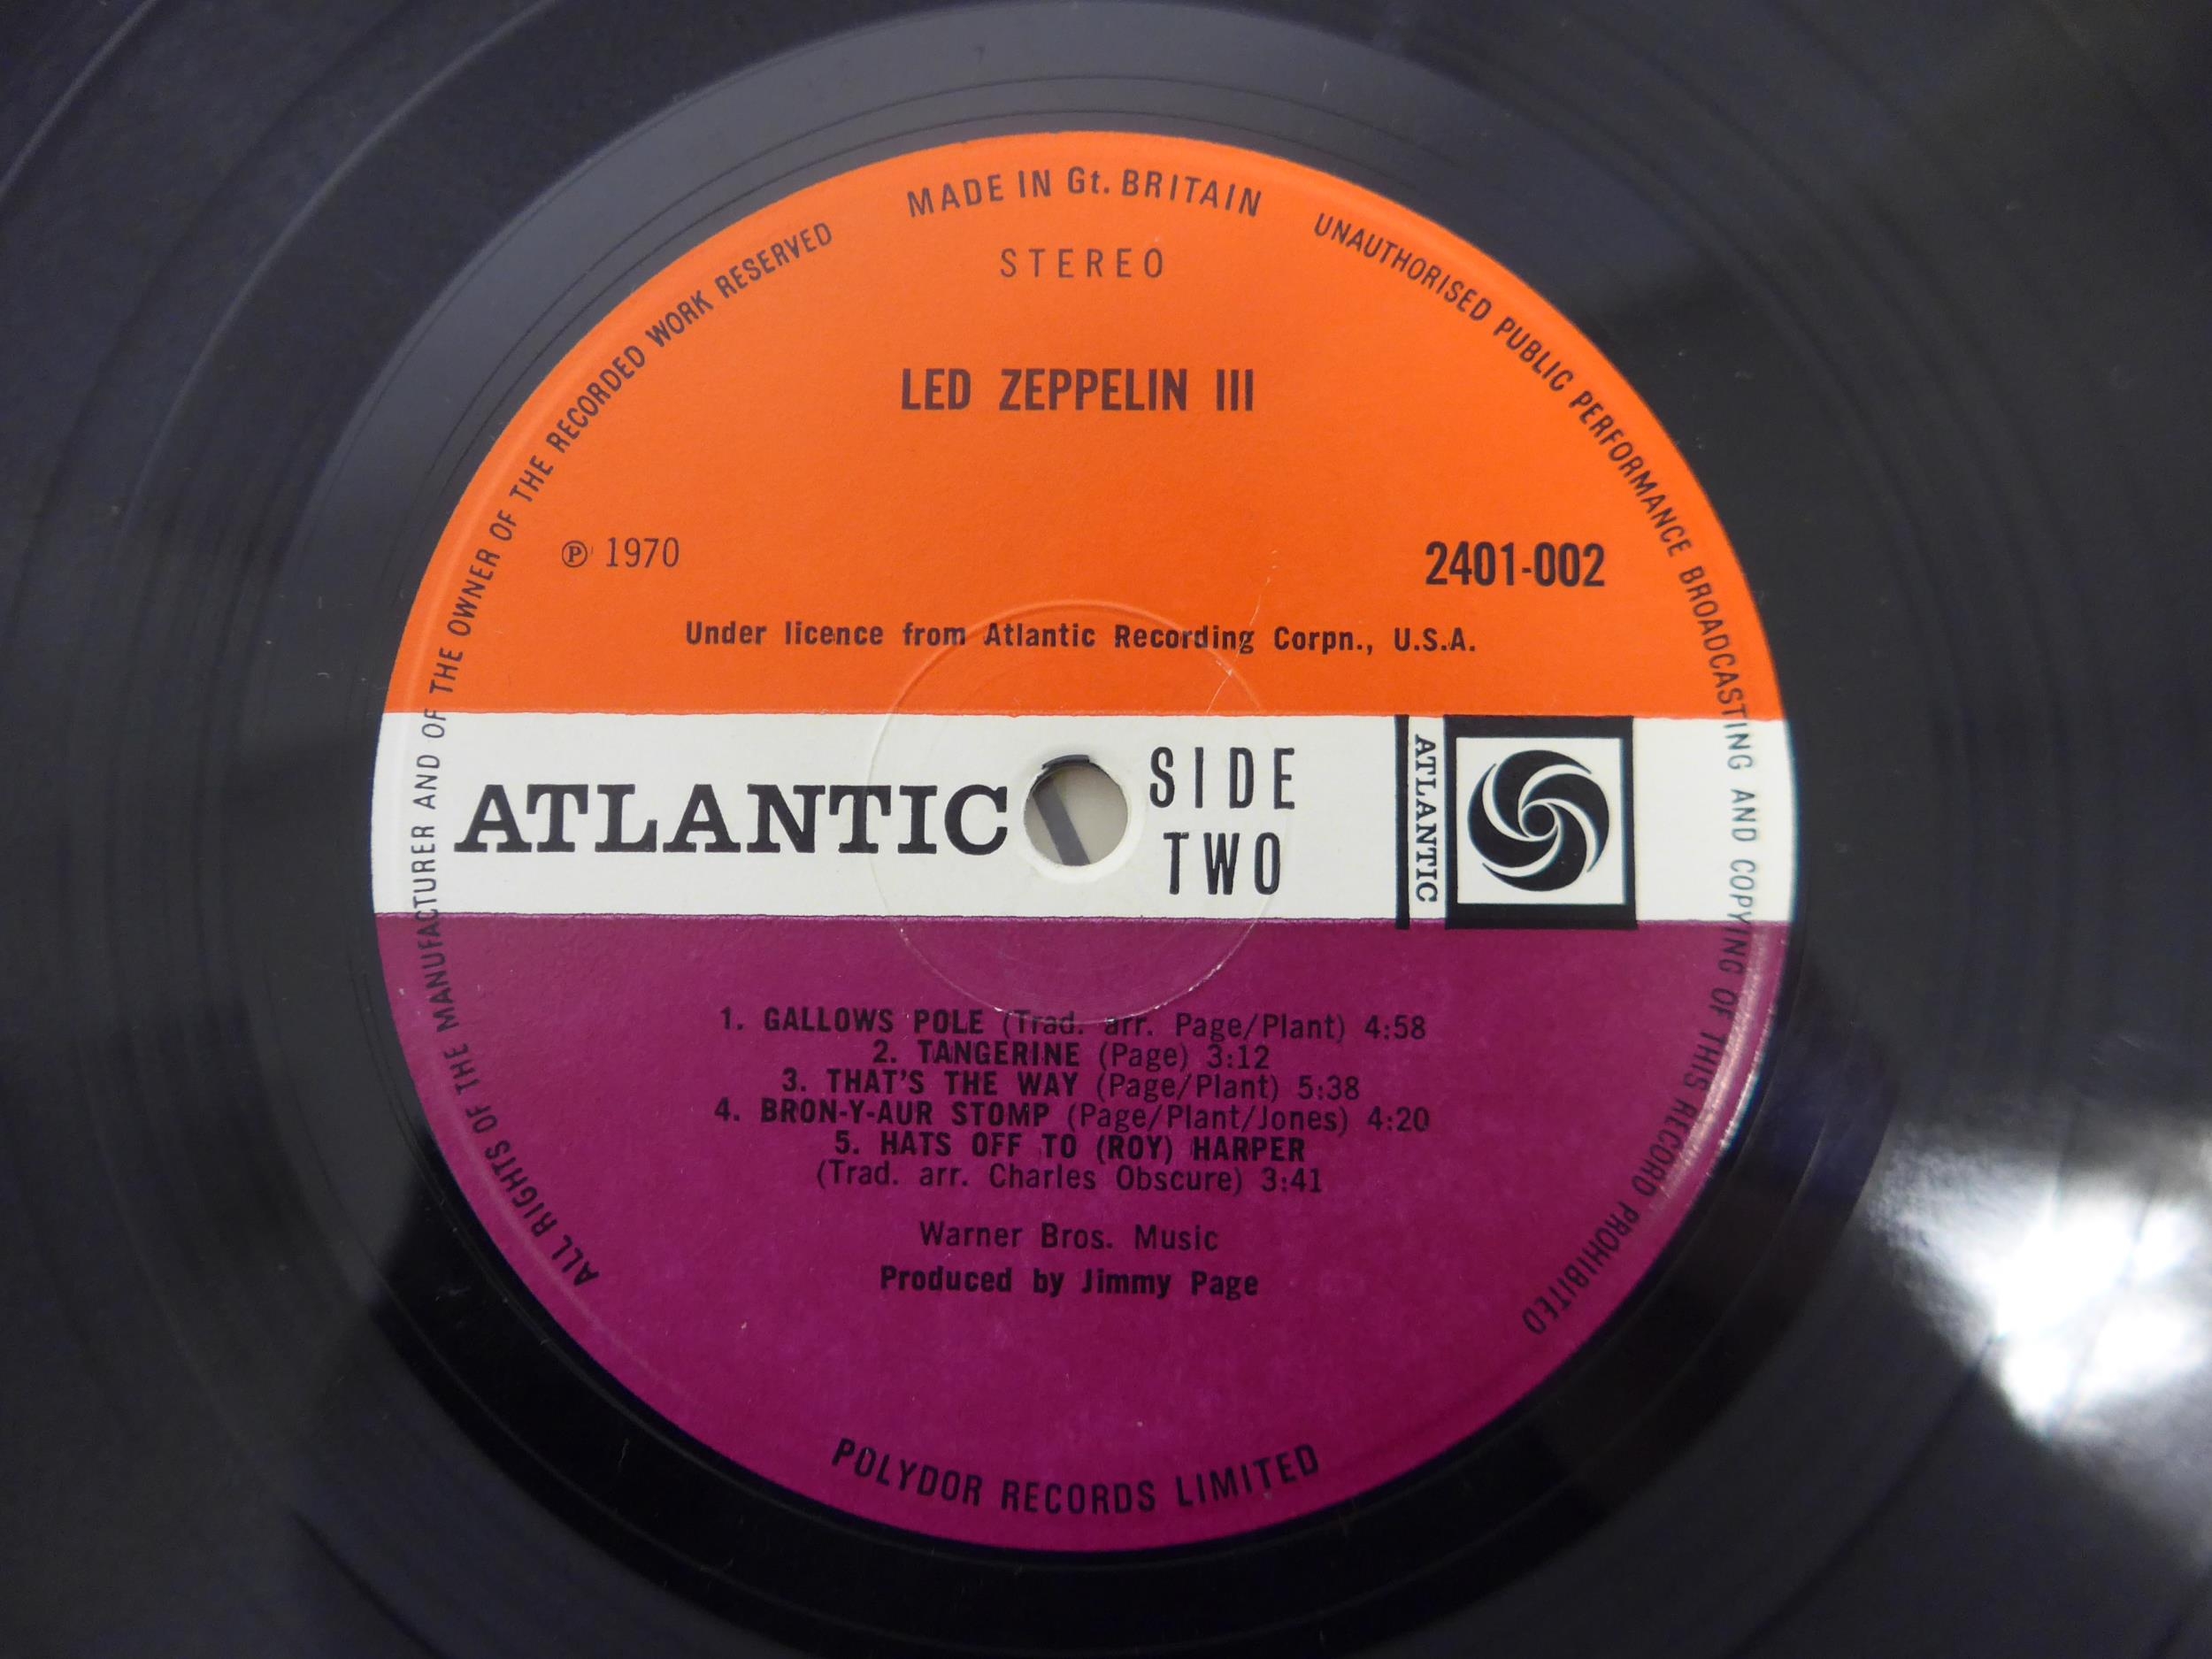 MADE IN Gt. BRITAIN
UNAUTHORISED PUBLIC PERFORMANCE BROADCASTING AND COPYING OF THIS RECORD PROHIBITED
ALL RIGHTS OF THE MANUFACTURER AND OF THE OWNER OF THE RECORDED WORK RESERVED
STEREO
LED ZEPPELIN III
℗ 1970
2401-002
Under licence from Atlantic Recording Corpn., U.S.A.
ATLANTIC
SIDE
TWO
ATLANTIC
1. GALLOWS POLE (Trad. arr. Page/Plant) 4:58
2. TANGERINE (Page) 3:12
3. THAT'S THE WAY (Page/Plant) 5:38
4. BRON-Y-AUR STOMP (Page/Plant/Jones) 4:20
5. HATS OFF TO (ROY) HARPER
(Trad. arr. Charles Obscure) 3:41
Warner Bros. Music
Produced by Jimmy Page
POLYDOR RECORDS LIMITED